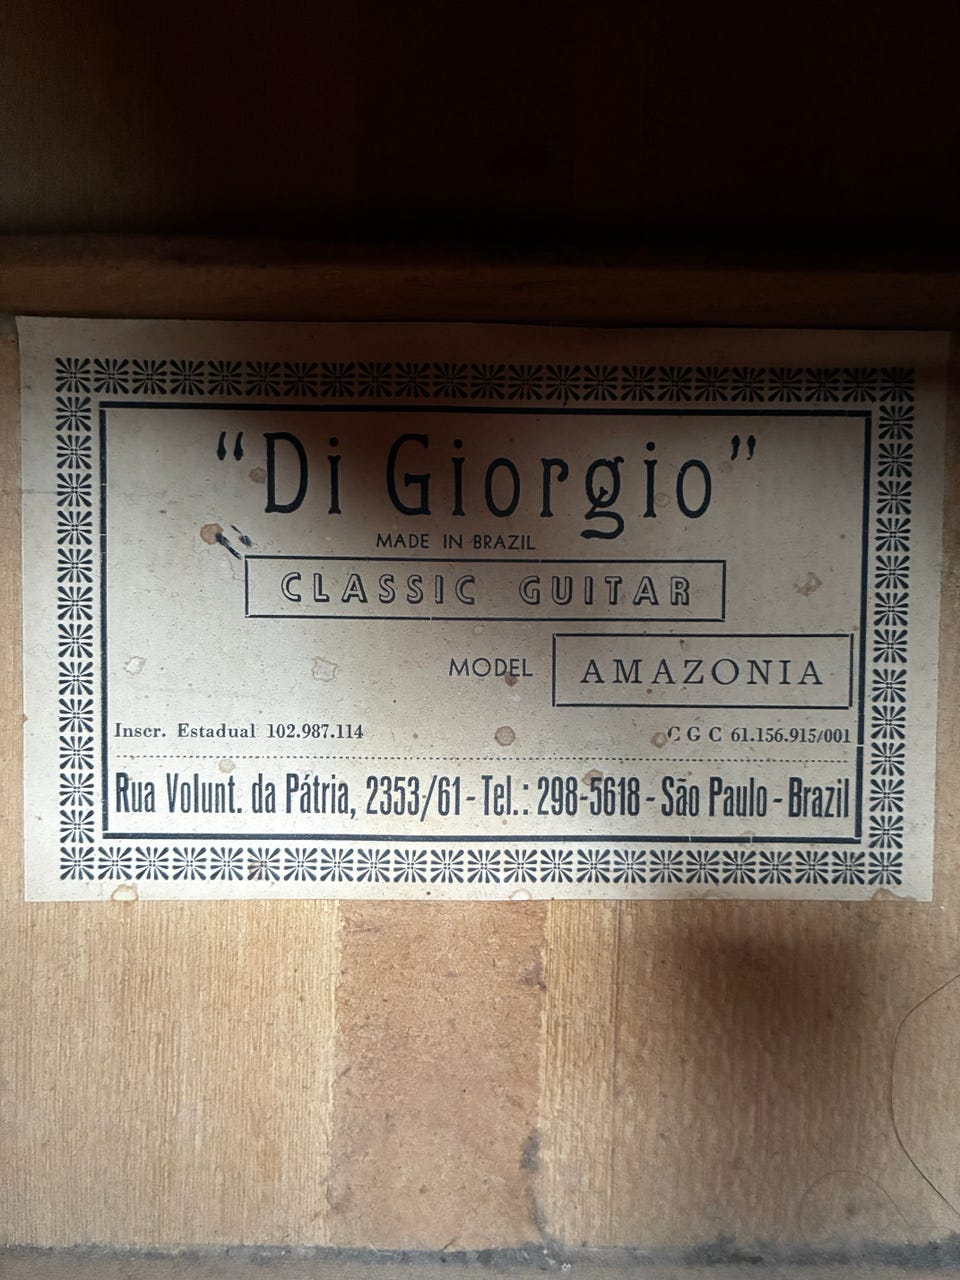 “Di Giorgio”
MADE IN BRAZIL
CLASSIC GUITAR
MODEL AMAZONIA
Inscr. Estadual 102.987.114 C G C 61.156.915/001
Rua Volunt. da Pátria, 2353/61 - Tel.: 298-5618 - São Paulo - Brazil